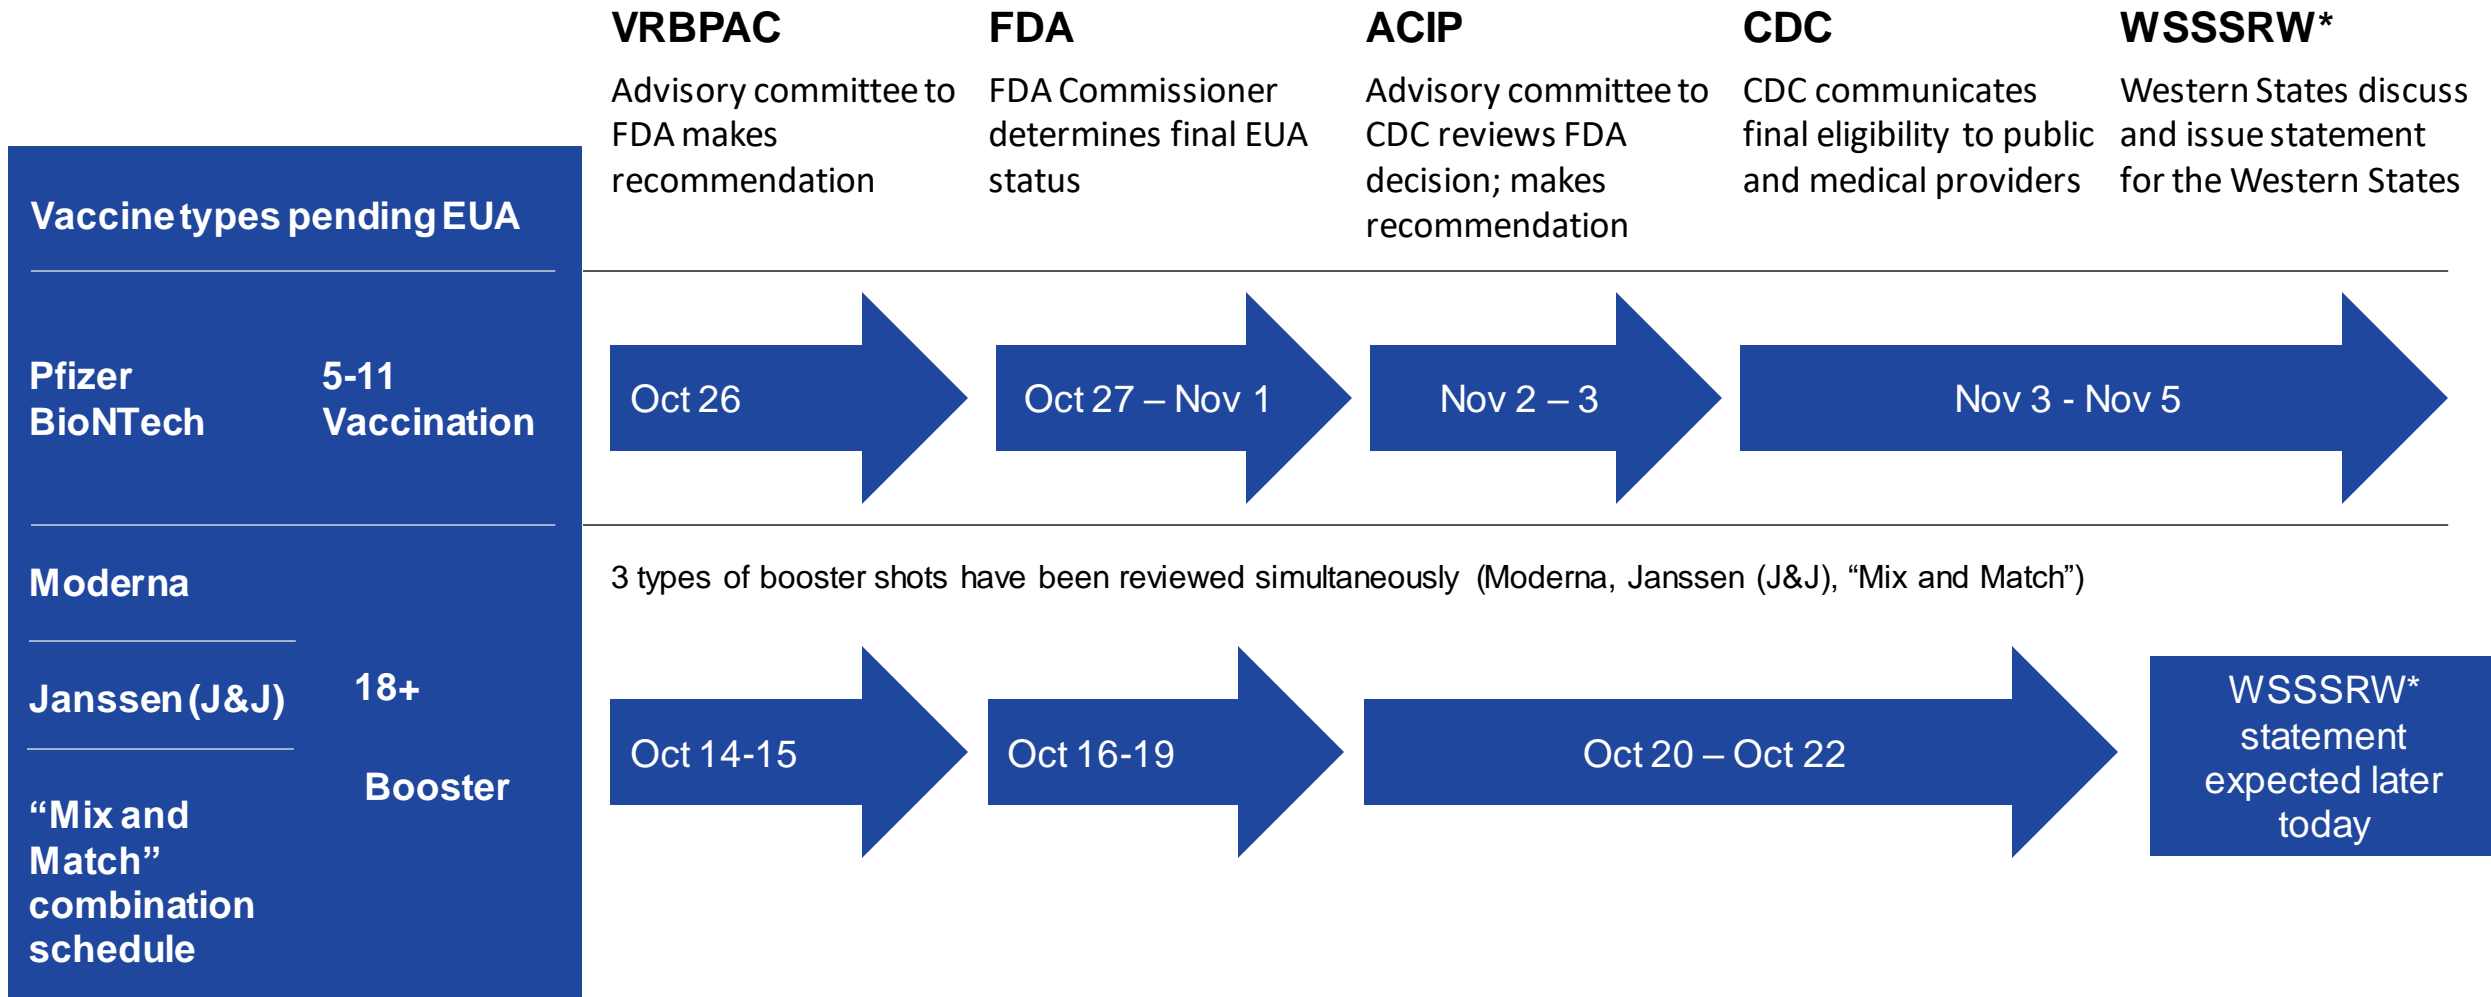 VRBPAC
Advisory committee to
FDA makes
recommendation
FDA
FDA Commissioner
determines final EUA
status
ACIP
Advisory committee to
CDC reviews FDA
decision; makes
recommendation
CDC
CDC communicates
final eligibility to public
and medical providers
WSSSRW*
Western States discuss
and issue statement
for the Western States
Vaccine types pending EUA
Pfizer
BioNTech
5-11
Vaccination
Oct 26
Oct 27 – Nov 1
Nov 2 – 3
Nov 3 - Nov 5
Moderna
Janssen (J&J)
“Mix and
Match”
combination
schedule
18+
Booster
3 types of booster shots have been reviewed simultaneously (Moderna, Janssen (J&J), “Mix and Match”)
Oct 14-15
Oct 16-19
Oct 20 – Oct 22
WSSSRW*
statement
expected later
today